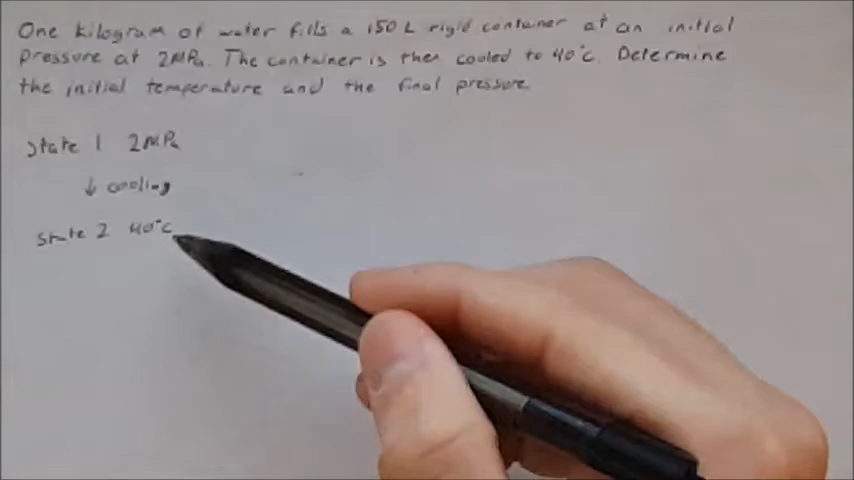 One kilogram of water fills a 150 L rigid container at an initial
pressure of 2MPa. The container is then cooled to 40°C. Determine
the initial temperature and the final pressure.
State 1 2MPa
↓ cooling
State 2 40°C